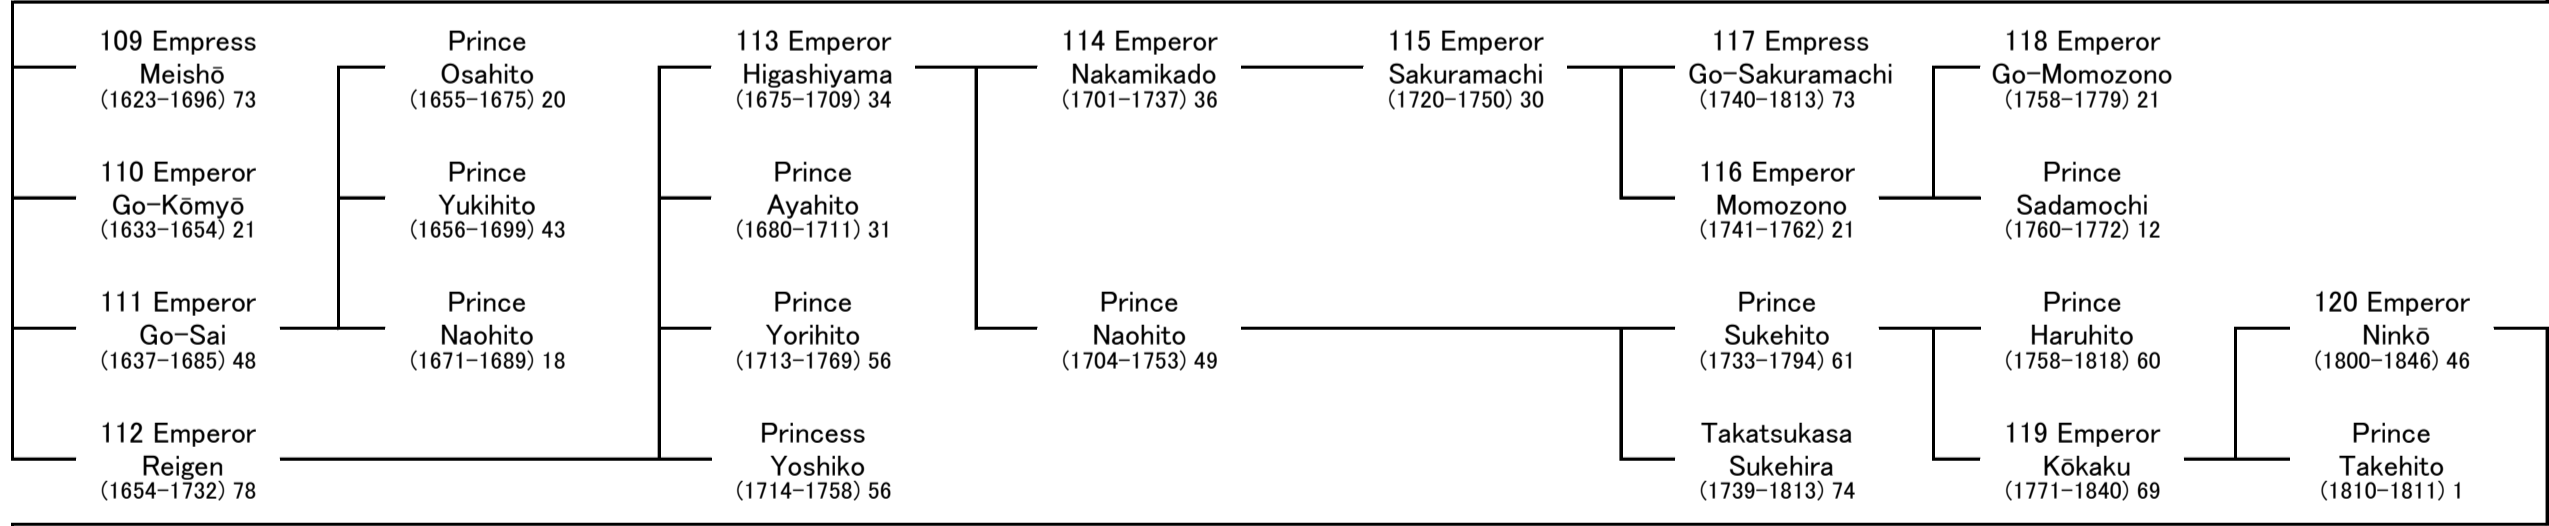 109 Empress
Meishō
(1623-1696) 73
Prince
Osahito
(1655-1675) 20
113 Emperor
Higashiyama
(1675-1709) 34
114 Emperor
Nakamikado
(1701-1737) 36
115 Emperor
Sakuramachi
(1720-1750) 30
117 Empress
Go-Sakuramachi
(1740-1813) 73
118 Emperor
Go-Momozono
(1758-1779) 21
110 Emperor
Go-Kōmyō
(1633-1654) 21
Prince
Yukihito
(1656-1699) 43
Prince
Ayahito
(1680-1711) 31
116 Emperor
Momozono
(1741-1762) 21
Prince
Sadamochi
(1760-1772) 12
111 Emperor
Go-Sai
(1637-1685) 48
Prince
Naohito
(1671-1689) 18
Prince
Yorihito
(1713-1769) 56
Prince
Naohito
(1704-1753) 49
Prince
Sukehito
(1733-1794) 61
Prince
Haruhito
(1758-1818) 60
120 Emperor
Ninkō
(1800-1846) 46
112 Emperor
Reigen
(1654-1732) 78
Princess
Yoshiko
(1714-1758) 56
Takatsukasa
Sukehira
(1739-1813) 74
119 Emperor
Kōkaku
(1771-1840) 69
Prince
Takehito
(1810-1811) 1